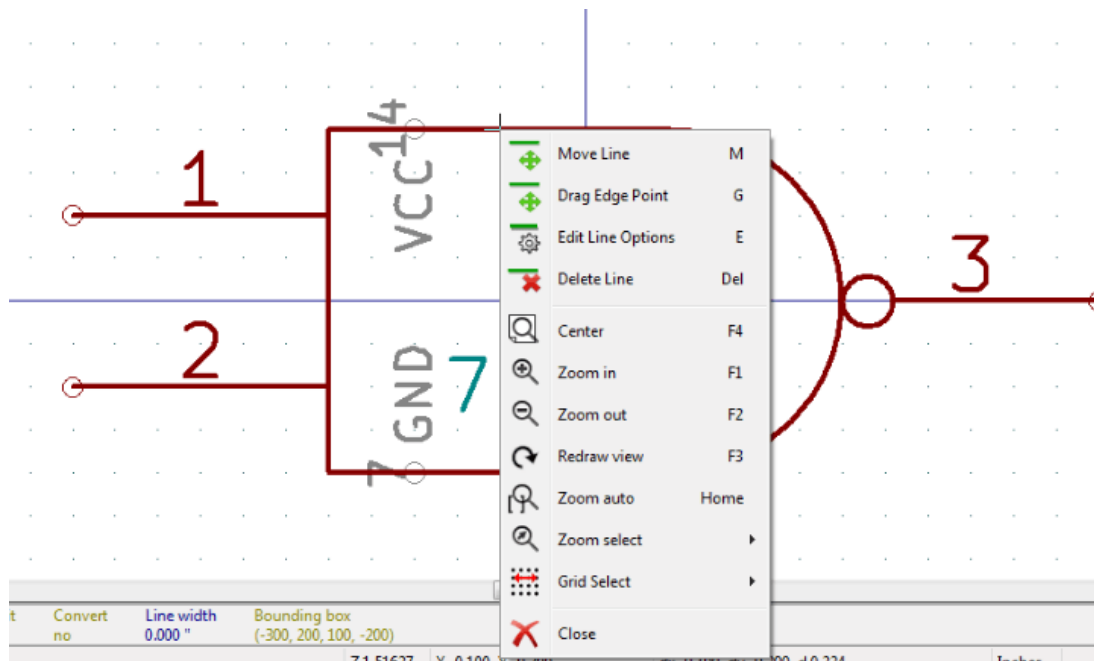 14
VCC
1
2
3
GND
7
7
Move Line M
Drag Edge Point G
Edit Line Options E
Delete Line Del
Center F4
Zoom in F1
Zoom out F2
Redraw view F3
Zoom auto Home
Zoom select
Grid Select
Close
Convert Line width Bounding box
no 0.000 " (-300, 200, 100, -200)